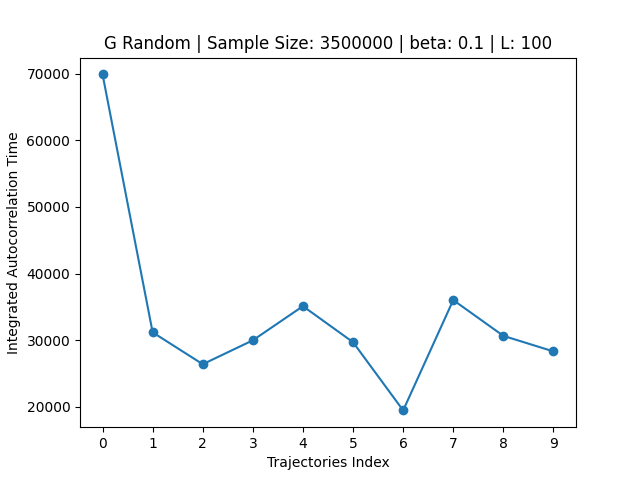 G Random | Sample Size: 3500000 | beta: 0.1 | L: 100
70000
60000
50000
40000
30000
20000
Integrated Autocorrelation Time
0 1 2 3 4 5 6 7 8 9
Trajectories Index